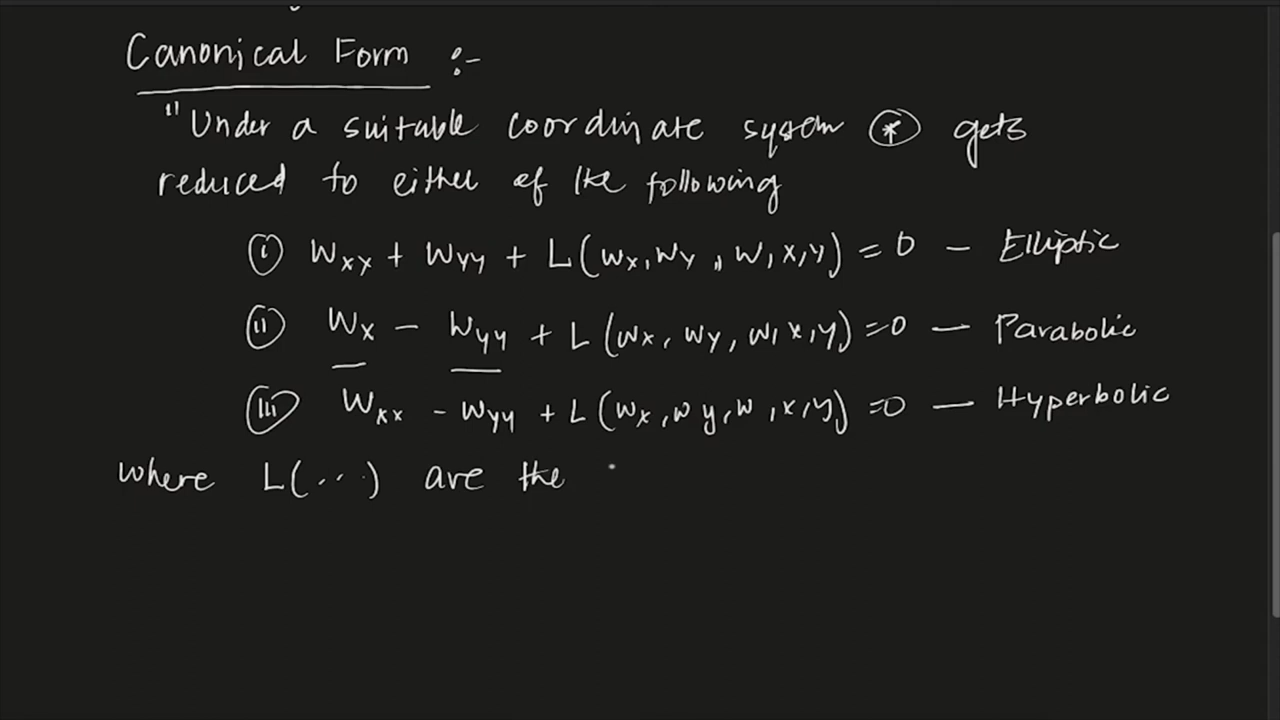 Canonical Form :-
"Under a suitable coordinate system ⊛ gets
reduced to either of the following
(i) Wxx + Wyy + L(wx, wy, w, x, y) = 0 – Elliptic
(ii) Wx – Wyy + L(wx, wy, w, x, y) = 0 – Parabolic
(iii) Wxx – Wyy + L(wx, wy, w, x, y) = 0 – Hyperbolic
where L(...) are the